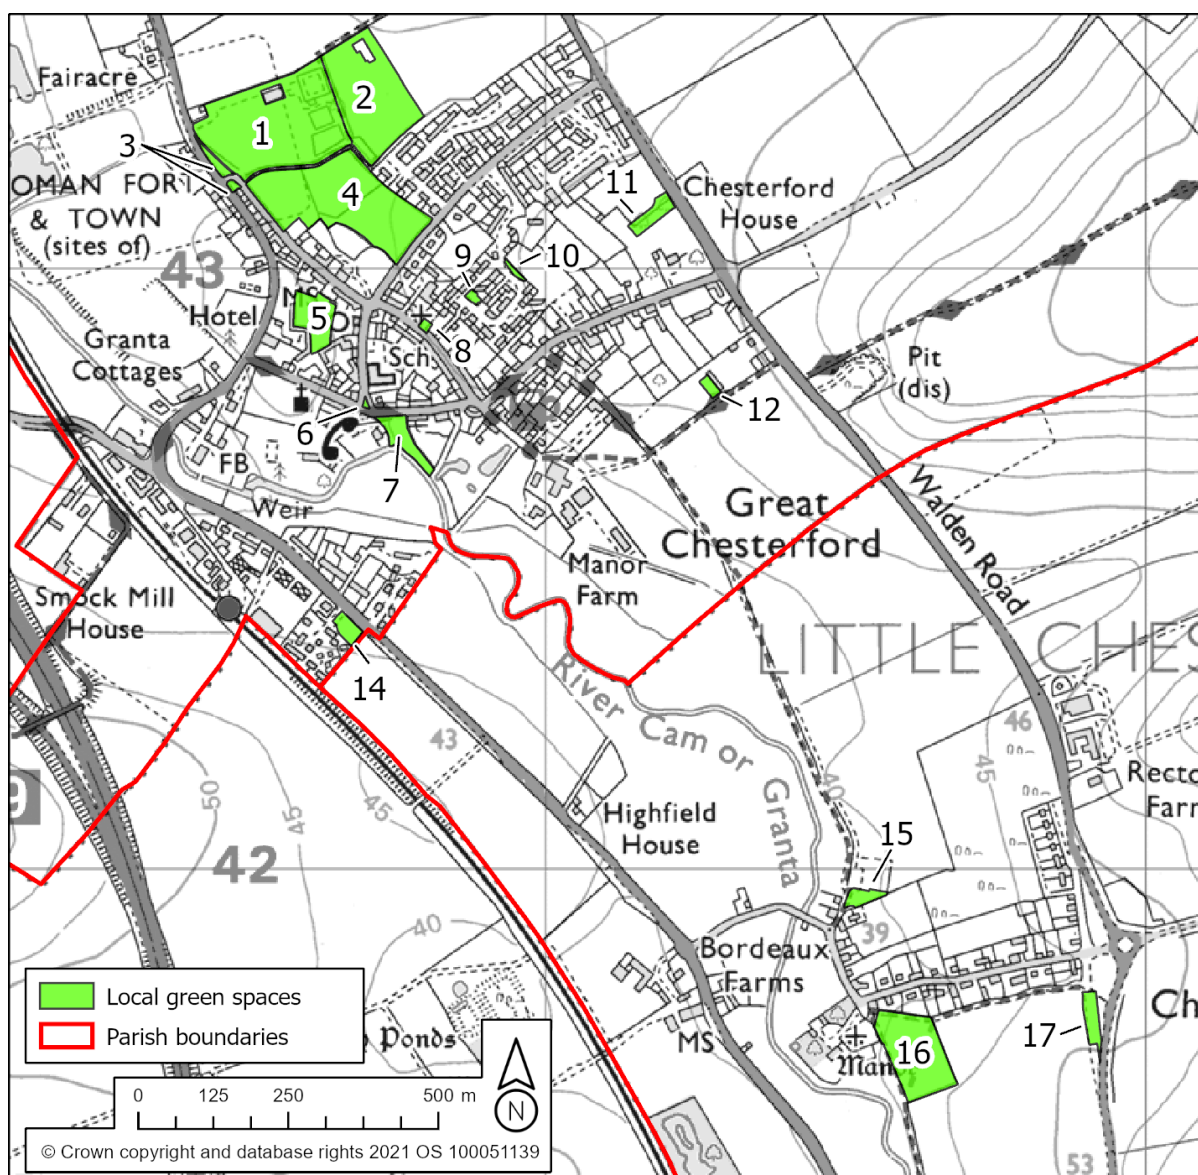 Fairacre
1
2
3
OMAN FORT
& TOWN
(sites of)
4
11
Chesterford
House
43
9
10
Hotel
5
Granta
Cottages
8
Sch
Pit
(dis)
12
6
7
FB
Weir
Great
Chesterford
Walden Road
Manor
Farm
Smock Mill
House
LITTLE CHES
14
River Cam or Granta
43
46
45
50
45
45
40
9
Recto
Farm
Highfield
House
42
15
40
39
Bordeaux
Farms
Ch
MS
16
17
Man
Ponds
53
Local green spaces
Parish boundaries
0 125 250 500 m
N
© Crown copyright and database rights 2021 OS 100051139